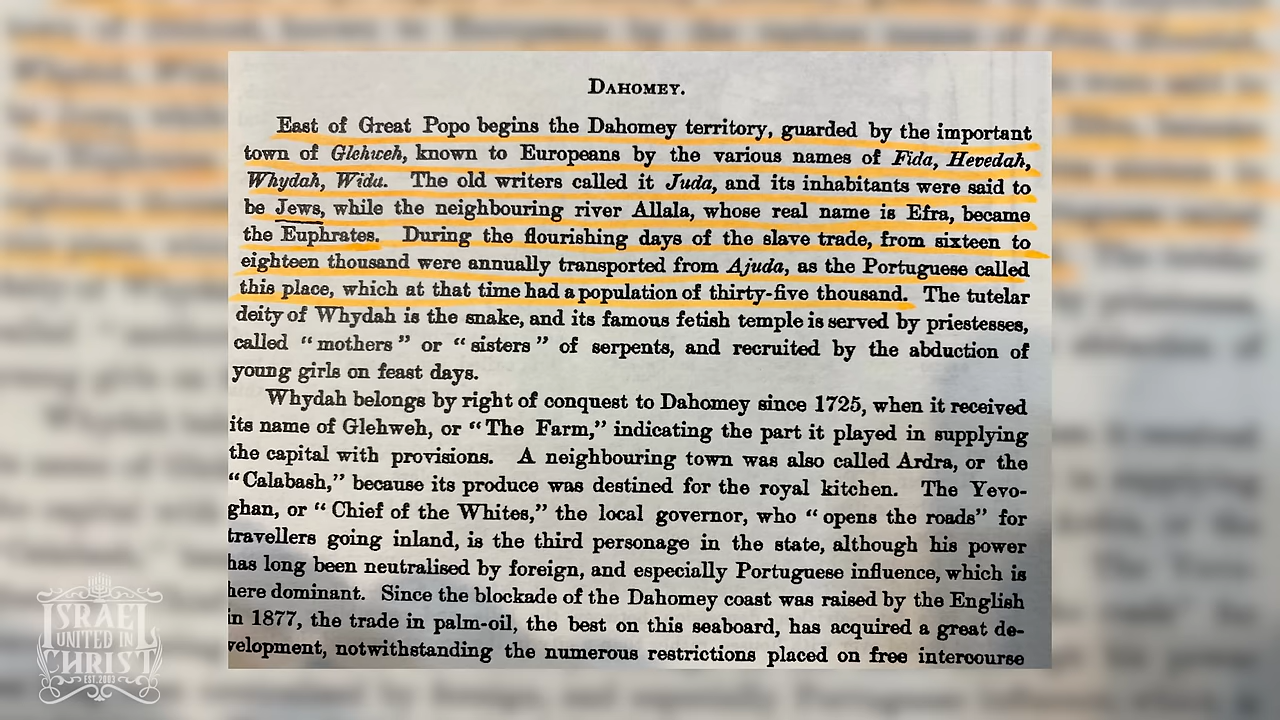 DAHOMEY.
East of Great Popo begins the Dahomey territory, guarded by the important
town of Glehweh, known to Europeans by the various names of Fida, Hevedah,
Whydah, Wida. The old writers called it Juda, and its inhabitants were said to
be Jews, while the neighbouring river Allala, whose real name is Efra, became
the Euphrates. During the flourishing days of the slave trade, from sixteen to
eighteen thousand were annually transported from Ajuda, as the Portuguese called
this place, which at that time had a population of thirty-five thousand. The tutelar
deity of Whydah is the snake, and its famous fetish temple is served by priestesses,
called “mothers” or “sisters” of serpents, and recruited by the abduction of
young girls on feast days.
Whydah belongs by right of conquest to Dahomey since 1725, when it received
its name of Glehweh, or “The Farm,” indicating the part it played in supplying
the capital with provisions. A neighbouring town was also called Ardra, or the
“Calabash,” because its produce was destined for the royal kitchen. The Yevo-
ghan, or “Chief of the Whites,” the local governor, who “opens the roads” for
travellers going inland, is the third personage in the state, although his power
has long been neutralised by foreign, and especially Portuguese influence, which is
here dominant. Since the blockade of the Dahomey coast was raised by the English
in 1877, the trade in palm-oil, the best on this seaboard, has acquired a great de-
velopment, notwithstanding the numerous restrictions placed on free intercourse
ISRAEL
UNITED IN
CHRIST
EST.2003